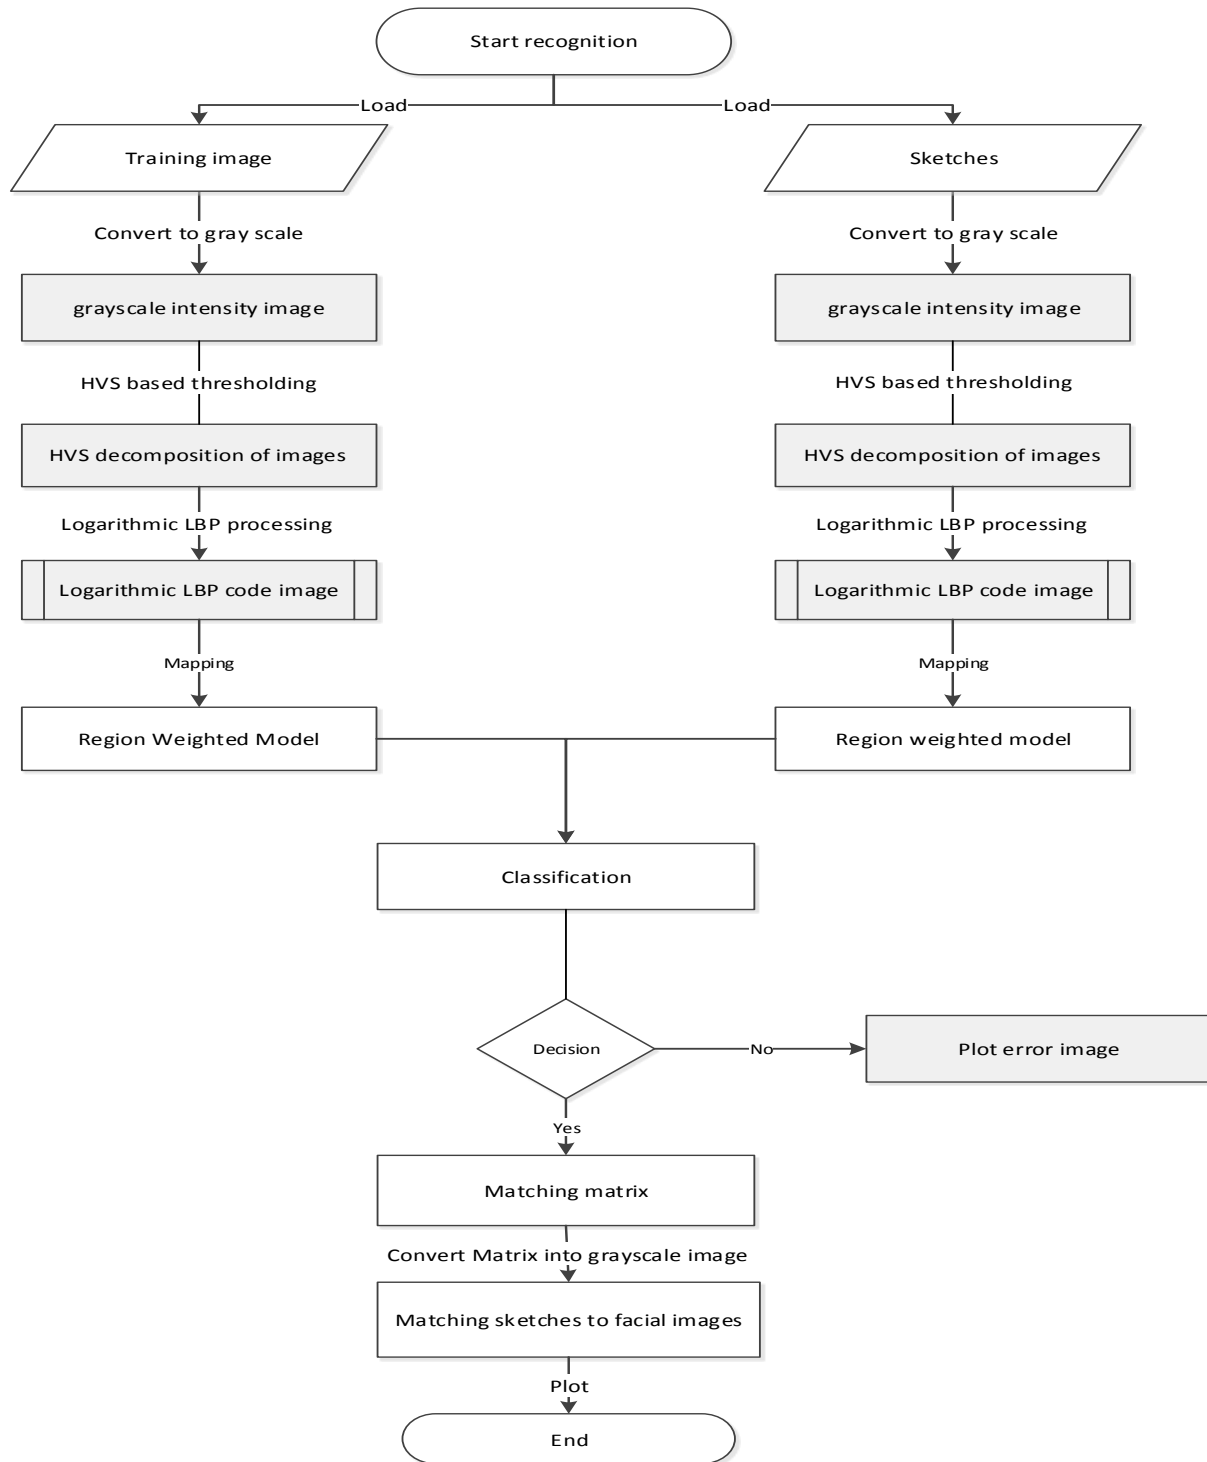 Start recognition
Load
Load
Training image
Sketches
Convert to gray scale
Convert to gray scale
grayscale intensity image
grayscale intensity image
HVS based thresholding
HVS based thresholding
HVS decomposition of images
HVS decomposition of images
Logarithmic LBP processing
Logarithmic LBP processing
Logarithmic LBP code image
Logarithmic LBP code image
Mapping
Mapping
Region Weighted Model
Region weighted model
Classification
Decision
No
Plot error image
Yes
Matching matrix
Convert Matrix into grayscale image
Matching sketches to facial images
Plot
End